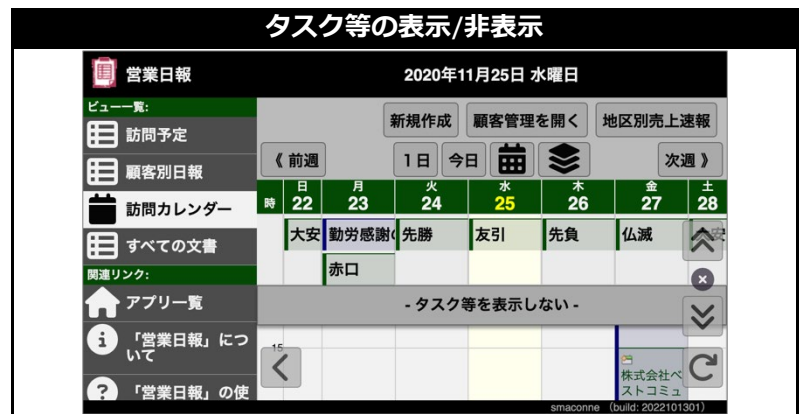 タスク等の表示/非表示
営業日報
2020年11月25日 水曜日
ビュー一覧:
訪問予定
顧客別日報
訪問カレンダー
すべての文書
関連リンク:
アプリ一覧
「営業日報」につ
いて
「営業日報」の使
新規作成 顧客管理を開く 地区別売上速報
《 前週 1日 今日 次週 》
時 日 22 月 23 火 24 水 25 木 26 金 27 土 28
大安 勤労感謝 先勝 友引 先負 仏滅
赤口
- タスク等を表示しない -
15
株式会社ベ
ストコミュ
smaconne （build: 2022101301）